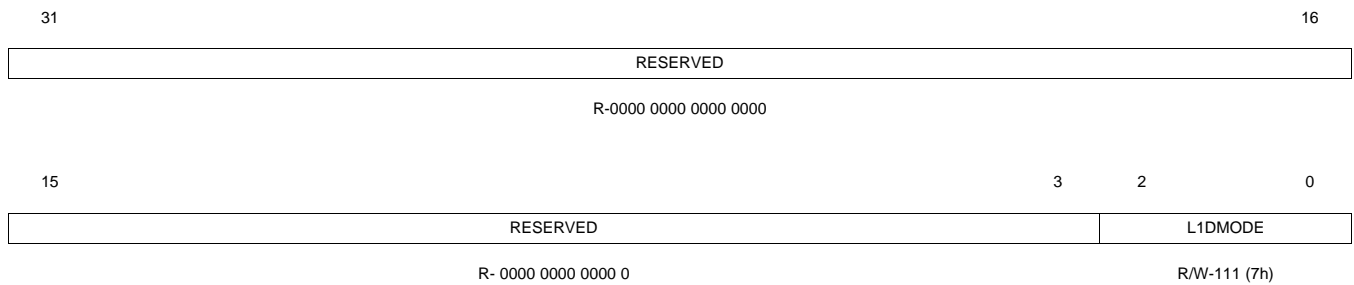 31 16
RESERVED
R-0000 0000 0000 0000
15 3 2 0
RESERVED L1DMODE
R- 0000 0000 0000 0 R/W-111 (7h)